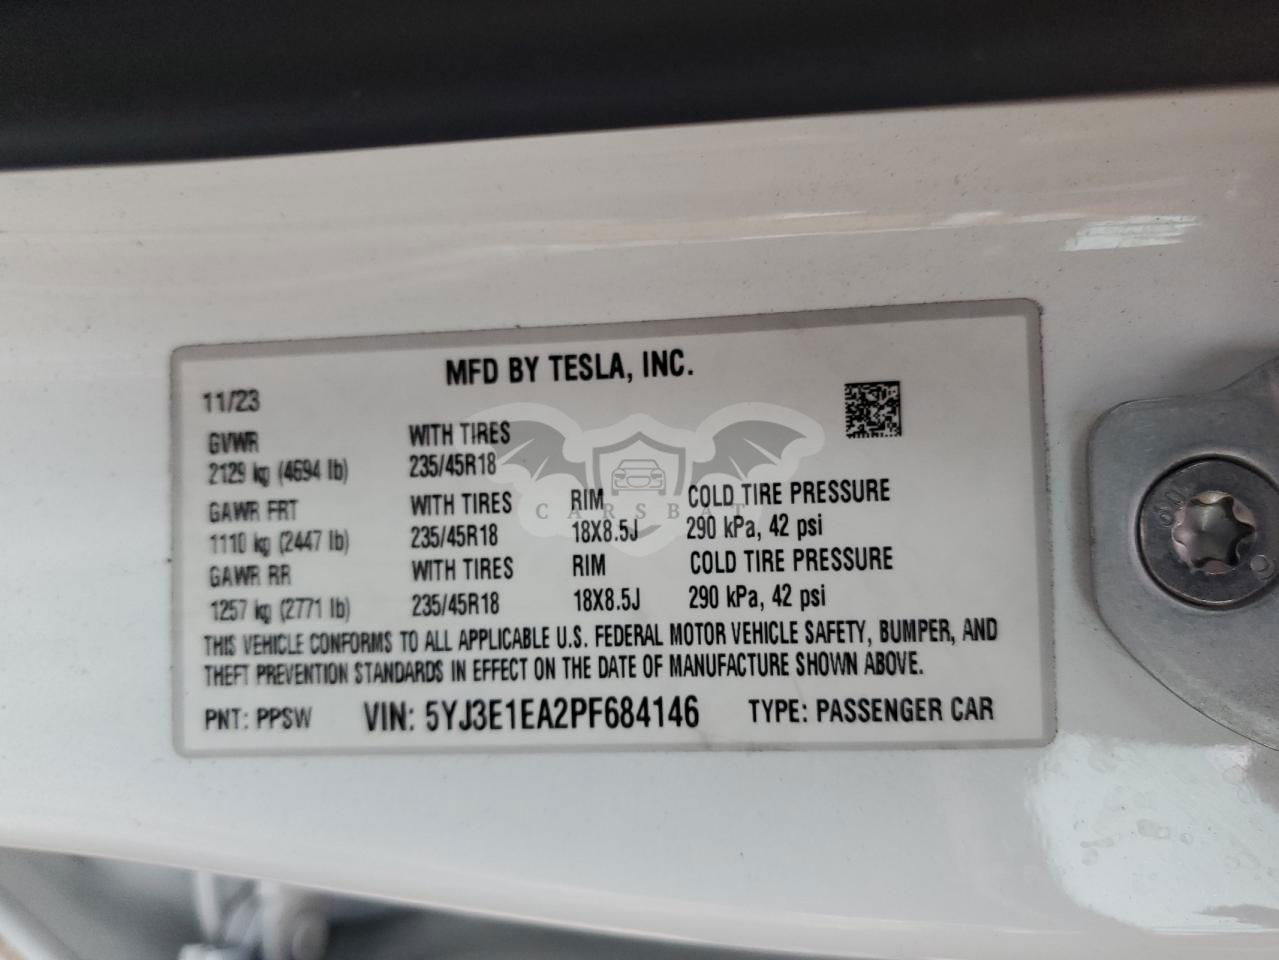 MFD BY TESLA, INC.
11/23
GVWR WITH TIRES
2129 kg (4694 lb) 235/45R18
GAWR FRT WITH TIRES RIM COLD TIRE PRESSURE
1110 kg (2447 lb) 235/45R18 18X8.5J 290 kPa, 42 psi
GAWR RR WITH TIRES RIM COLD TIRE PRESSURE
1257 kg (2771 lb) 235/45R18 18X8.5J 290 kPa, 42 psi
THIS VEHICLE CONFORMS TO ALL APPLICABLE U.S. FEDERAL MOTOR VEHICLE SAFETY, BUMPER, AND
THEFT PREVENTION STANDARDS IN EFFECT ON THE DATE OF MANUFACTURE SHOWN ABOVE.
PNT: PPSW VIN: 5YJ3E1EA2PF684146 TYPE: PASSENGER CAR
CARSBAT